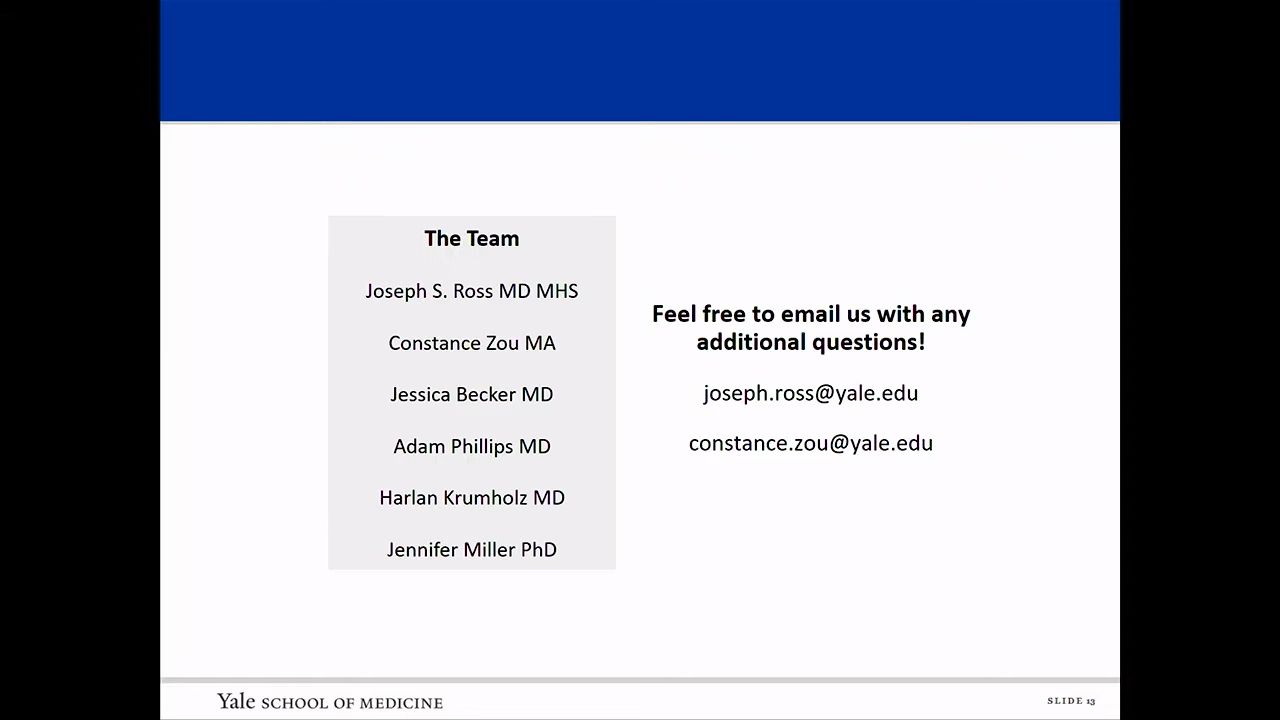 The Team
Joseph S. Ross MD MHS
Constance Zou MA
Jessica Becker MD
Adam Phillips MD
Harlan Krumholz MD
Jennifer Miller PhD
Feel free to email us with any
additional questions!
joseph.ross@yale.edu
constance.zou@yale.edu
Yale SCHOOL OF MEDICINE
SLIDE 13